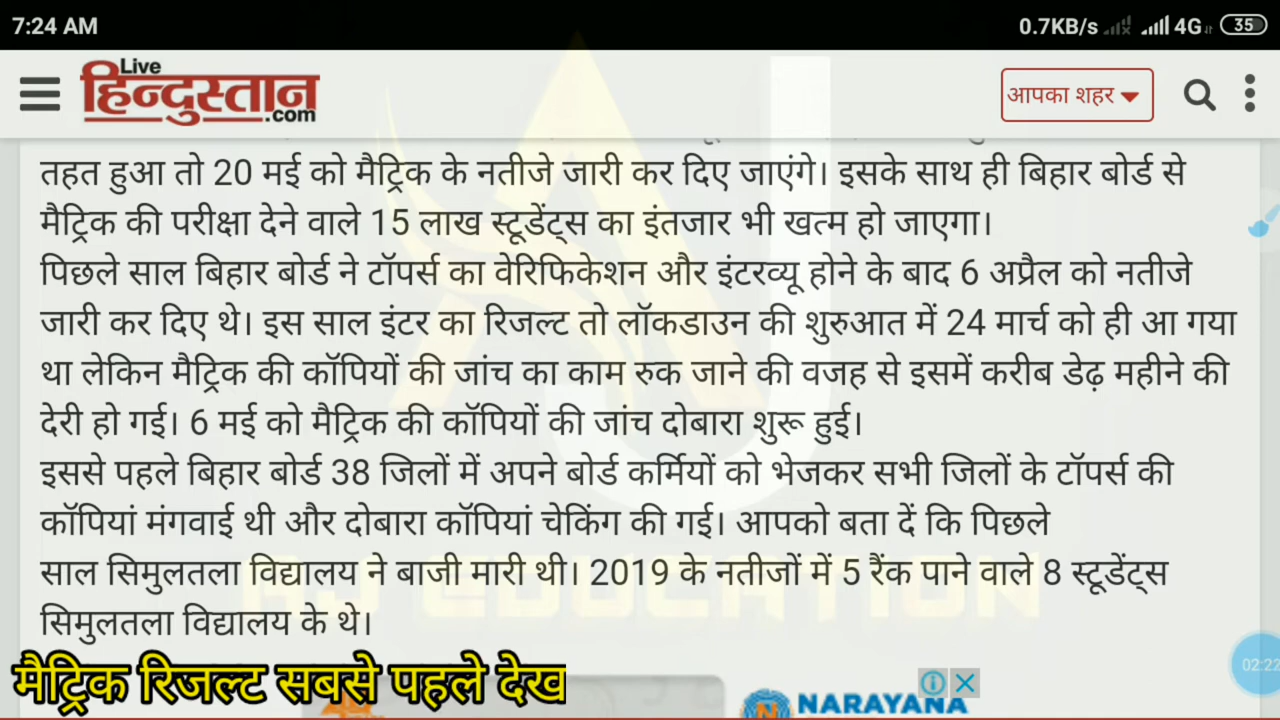 7:24 AM 0.7KB/s 4G 35
Live
हिन्दुस्तान
.com
आपका शहर
तहत हुआ तो 20 मई को मैट्रिक के नतीजे जारी कर दिए जाएंगे। इसके साथ ही बिहार बोर्ड से
मैट्रिक की परीक्षा देने वाले 15 लाख स्टूडेंट्स का इंतजार भी खत्म हो जाएगा।
पिछले साल बिहार बोर्ड ने टॉपर्स का वेरिफिकेशन और इंटरव्यू होने के बाद 6 अप्रैल को नतीजे
जारी कर दिए थे। इस साल इंटर का रिजल्ट तो लॉकडाउन की शुरुआत में 24 मार्च को ही आ गया
था लेकिन मैट्रिक की कॉपियों की जांच का काम रुक जाने की वजह से इसमें करीब डेढ़ महीने की
देरी हो गई। 6 मई को मैट्रिक की कॉपियों की जांच दोबारा शुरू हुई।
इससे पहले बिहार बोर्ड 38 जिलों में अपने बोर्ड कर्मियों को भेजकर सभी जिलों के टॉपर्स की
कॉपियां मंगवाई थी और दोबारा कॉपियां चेकिंग की गई। आपको बता दें कि पिछले
साल सिमुलतला विद्यालय ने बाजी मारी थी। 2019 के नतीजों में 5 रैंक पाने वाले 8 स्टूडेंट्स
सिमुलतला विद्यालय के थे।
AJ EDUCATION
02:22
मैट्रिक रिजल्ट सबसे पहले देख
NARAYANA